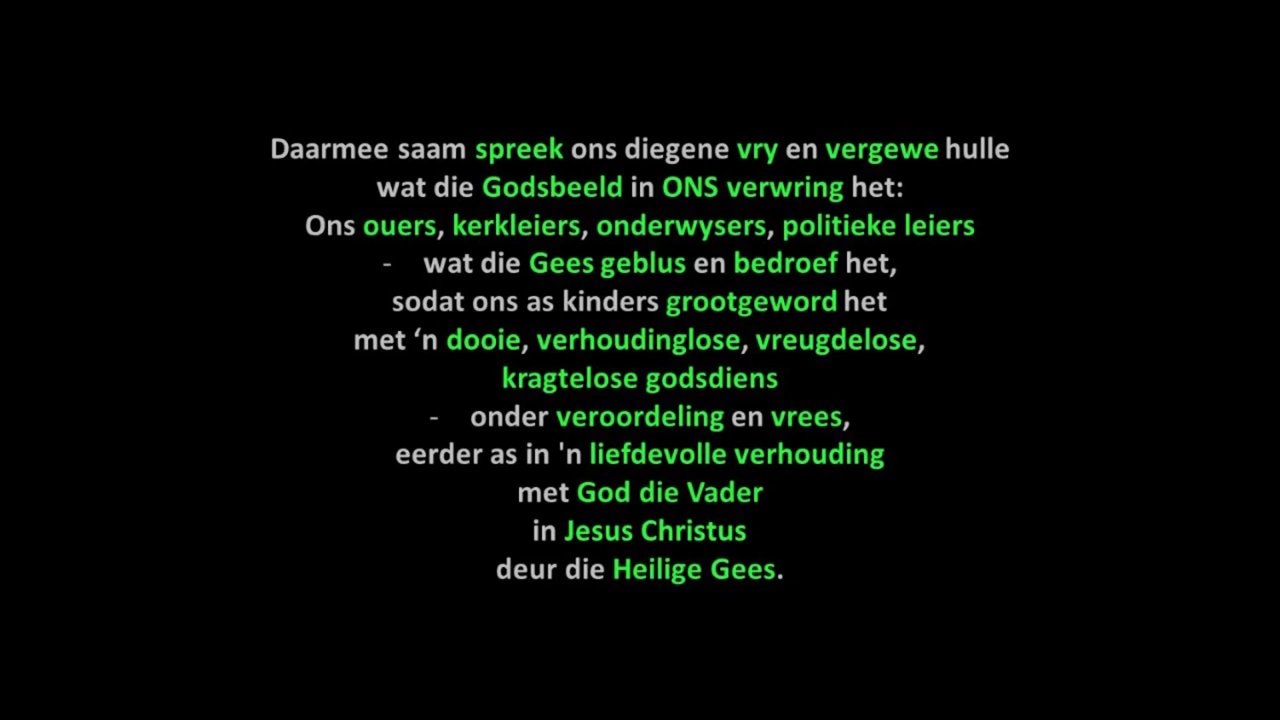 Daarmee saam spreek ons diegene vry en vergewe hulle
wat die Godsbeeld in ONS verwring het:
Ons ouers, kerkleiers, onderwysers, politieke leiers
- wat die Gees geblus en bedroef het,
sodat ons as kinders grootgeword het
met ‘n dooie, verhoudinglose, vreugdelose,
kragtelose godsdiens
- onder veroordeling en vrees,
eerder as in 'n liefdevolle verhouding
met God die Vader
in Jesus Christus
deur die Heilige Gees.